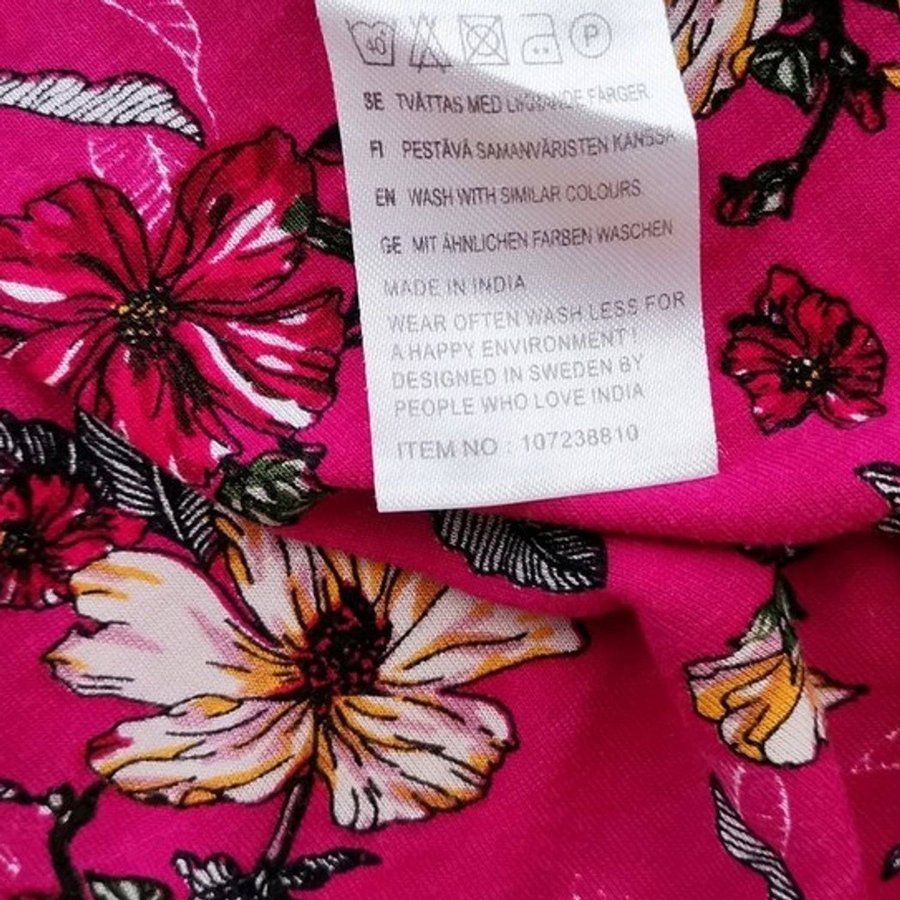 40° P
SE TVÄTTAS MED LIKNANDE FÄRGER
FI PESTÄVÄ SAMANVÄRISTEN KANSSA
EN WASH WITH SIMILAR COLOURS
GE MIT ÄHNLICHEN FARBEN WASCHEN
MADE IN INDIA
WEAR OFTEN WASH LESS FOR
A HAPPY ENVIRONMENT!
DESIGNED IN SWEDEN BY
PEOPLE WHO LOVE INDIA
ITEM NO : 107238810